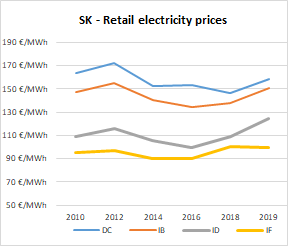 SK - Retail electricity prices
190 €/MWh
170 €/MWh
150 €/MWh
130 €/MWh
110 €/MWh
90 €/MWh
70 €/MWh
50 €/MWh
2010 2012 2014 2016 2018 2019
DC IB ID IF